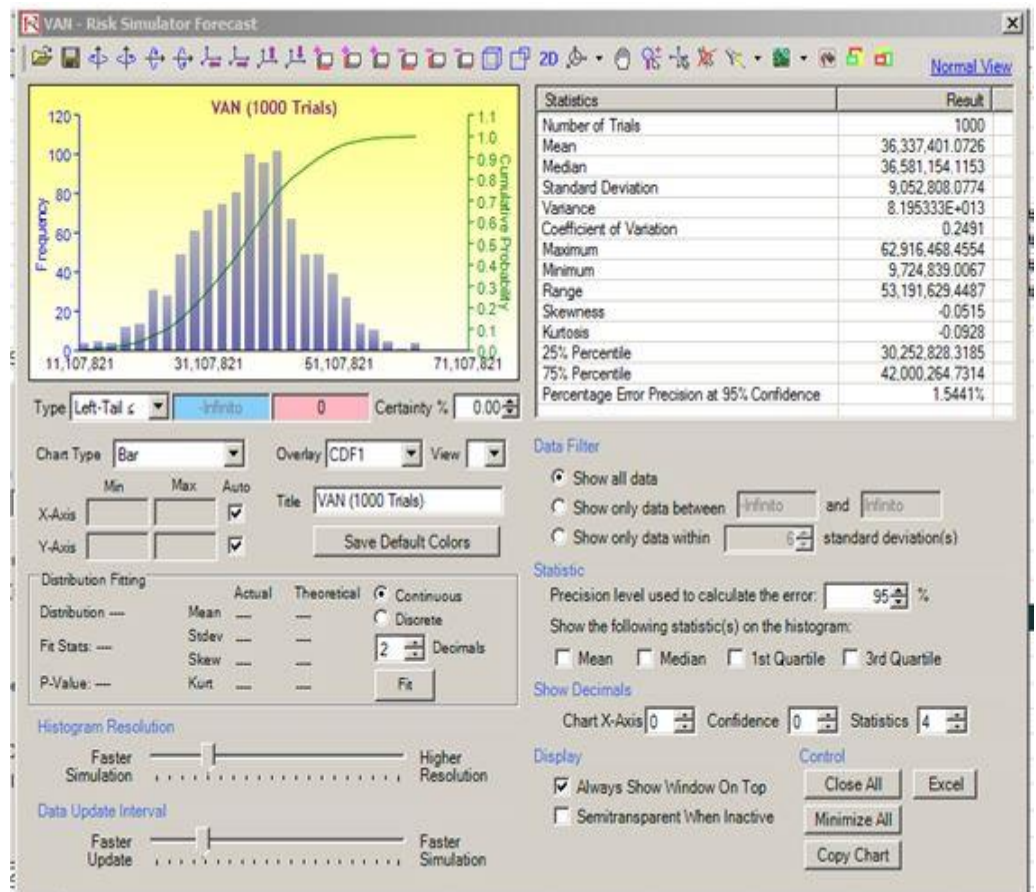 VAN - Risk Simulator Forecast
2D
Normal View
VAN (1000 Trials)
Frequency
120
100
80
60
40
20
0
Cumulative Probability
1.1
1.0
0.9
0.8
0.7
0.6
0.5
0.4
0.3
0.2
0.1
0.0
11,107,821 31,107,821 51,107,821 71,107,821
Statistics Result
Number of Trials 1000
Mean 36,337,401.0726
Median 36,581,154.1153
Standard Deviation 9,052,808.0774
Variance 8.195333E+013
Coefficient of Variation 0.2491
Maximum 62,916,468.4554
Minimum 9,724,839.0067
Range 53,191,629.4487
Skewness -0.0515
Kurtosis -0.0928
25% Percentile 30,252,828.3185
75% Percentile 42,000,264.7314
Percentage Error Precision at 95% Confidence 1.5441%
Type Left-Tail ≤ -Infinito 0 Certainty % 0.00
Chart Type Bar Overlay CDF1 View
Min Max Auto
Title VAN (1000 Trials)
X-Axis
Y-Axis
Save Default Colors
Distribution Fitting
Actual Theoretical Continuous
Distribution --- Mean --- ---
Discrete
Fit Stats: --- Stdev --- ---
2 Decimals
Skew --- ---
P-Value: --- Kurt --- ---
Fit
Histogram Resolution
Faster Simulation
Higher Resolution
Data Update Interval
Faster Update
Faster Simulation
Data Filter
Show all data
Show only data between -Infinito and Infinito
Show only data within 6 standard deviation(s)
Statistic
Precision level used to calculate the error: 95 %
Show the following statistic(s) on the histogram:
Mean Median 1st Quartile 3rd Quartile
Show Decimals
Chart X-Axis 0 Confidence 0 Statistics 4
Display
Always Show Window On Top
Semitransparent When Inactive
Control
Close All Excel
Minimize All
Copy Chart